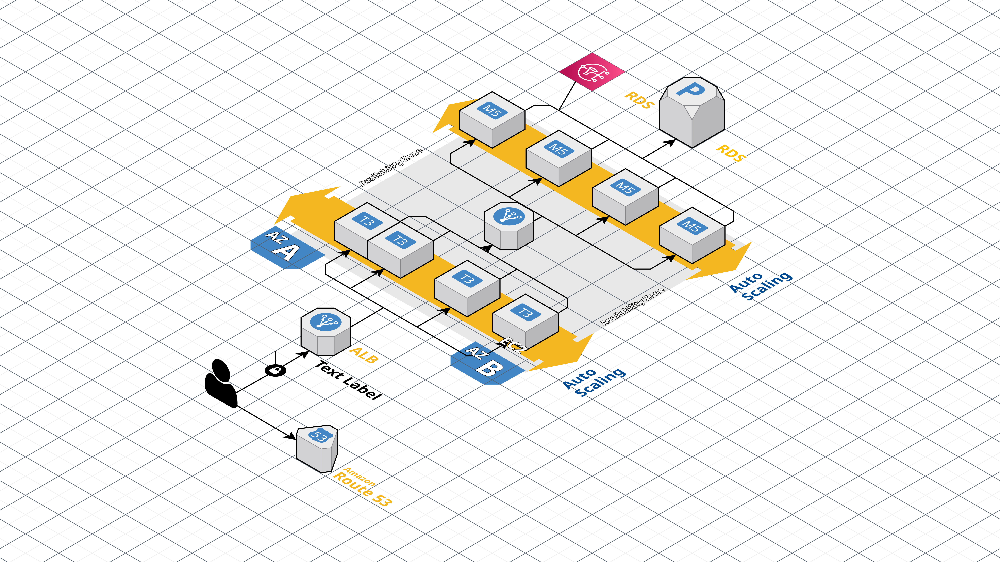 RDS
P
M5
RDS
M5
Availability Zone
M5
M5
T3
T3
AZ
A
T3
Auto
Scaling
Availability Zone
T3
EC2
AZ
B
ALB
Text Label
Auto
Scaling
53
Amazon
Route 53